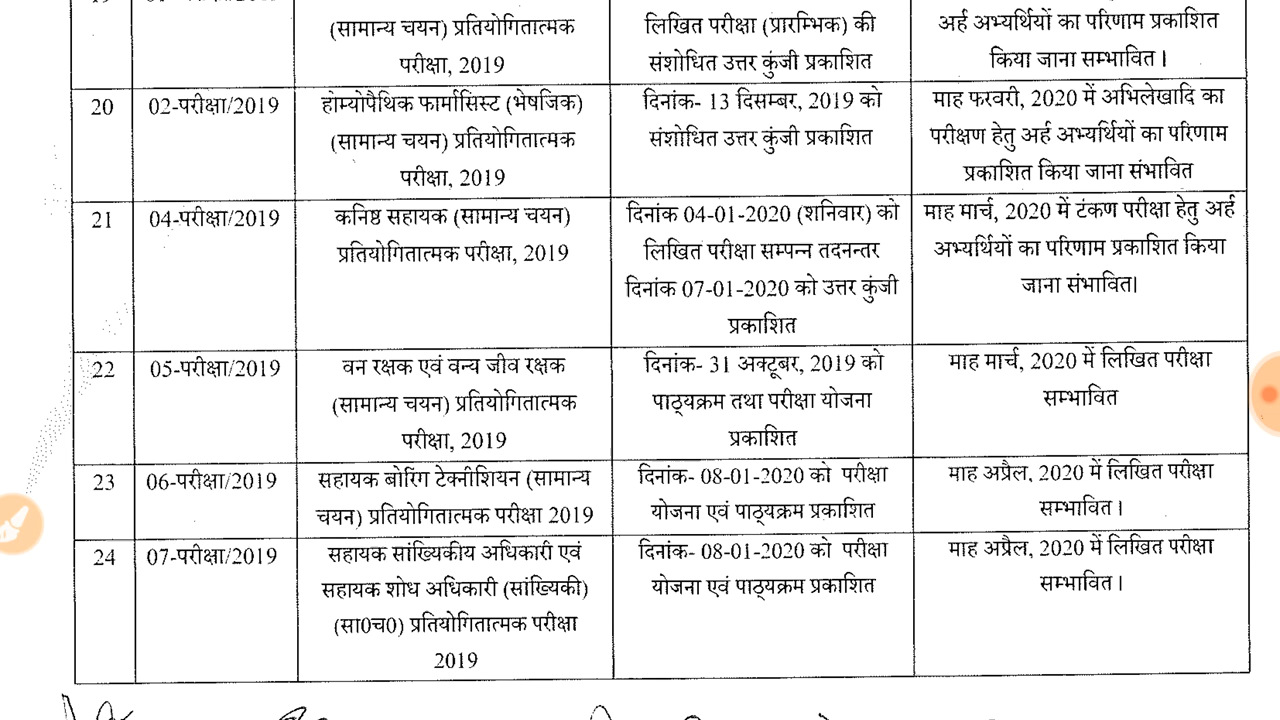 (सामान्य चयन) प्रतियोगितात्मक
परीक्षा, 2019
लिखित परीक्षा (प्रारम्भिक) की
संशोधित उत्तर कुंजी प्रकाशित
अर्ह अभ्यर्थियों का परिणाम प्रकाशित
किया जाना सम्भावित।
20
02-परीक्षा/2019
होम्योपैथिक फार्मासिस्ट (भेषजिक)
(सामान्य चयन) प्रतियोगितात्मक
परीक्षा, 2019
दिनांक- 13 दिसम्बर, 2019 को
संशोधित उत्तर कुंजी प्रकाशित
माह फरवरी, 2020 में अभिलेखादि का
परीक्षण हेतु अर्ह अभ्यर्थियों का परिणाम
प्रकाशित किया जाना संभावित
21
04-परीक्षा/2019
कनिष्ठ सहायक (सामान्य चयन)
प्रतियोगितात्मक परीक्षा, 2019
दिनांक 04-01-2020 (शनिवार) को
लिखित परीक्षा सम्पन्न तदनन्तर
दिनांक 07-01-2020 को उत्तर कुंजी
प्रकाशित
माह मार्च, 2020 में टंकण परीक्षा हेतु अर्ह
अभ्यर्थियों का परिणाम प्रकाशित किया
जाना संभावित।
22
05-परीक्षा/2019
वन रक्षक एवं वन्य जीव रक्षक
(सामान्य चयन) प्रतियोगितात्मक
परीक्षा, 2019
दिनांक- 31 अक्टूबर, 2019 को
पाठ्यक्रम तथा परीक्षा योजना
प्रकाशित
माह मार्च, 2020 में लिखित परीक्षा
सम्भावित
23
06-परीक्षा/2019
सहायक बोरिंग टेक्नीशियन (सामान्य
चयन) प्रतियोगितात्मक परीक्षा 2019
दिनांक- 08-01-2020 को परीक्षा
योजना एवं पाठ्यक्रम प्रकाशित
माह अप्रैल, 2020 में लिखित परीक्षा
सम्भावित।
24
07-परीक्षा/2019
सहायक सांख्यिकीय अधिकारी एवं
सहायक शोध अधिकारी (सांख्यिकी)
(सा0च0) प्रतियोगितात्मक परीक्षा
2019
दिनांक- 08-01-2020 को परीक्षा
योजना एवं पाठ्यक्रम प्रकाशित
माह अप्रैल, 2020 में लिखित परीक्षा
सम्भावित।